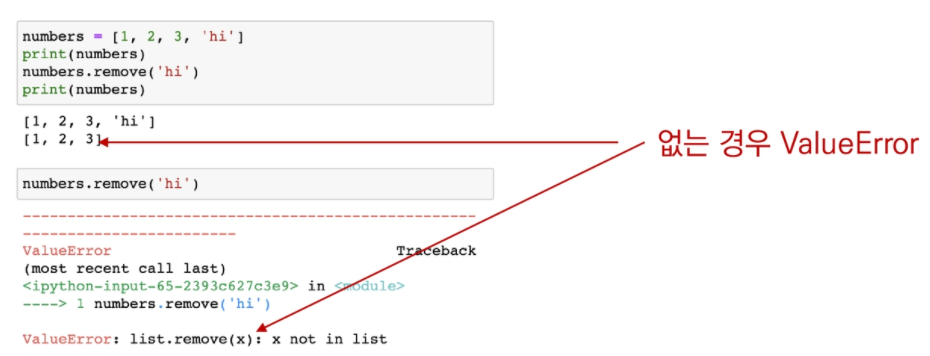 numbers = [1, 2, 3, 'hi']
print(numbers)
numbers.remove('hi')
print(numbers)
[1, 2, 3, 'hi']
[1, 2, 3]
없는 경우 ValueError
numbers.remove('hi')
---------------------------------------------------
------------------------
ValueError Traceback
(most recent call last)
<ipython-input-65-2393c627c3e9> in <module>
----> 1 numbers.remove('hi')
ValueError: list.remove(x): x not in list